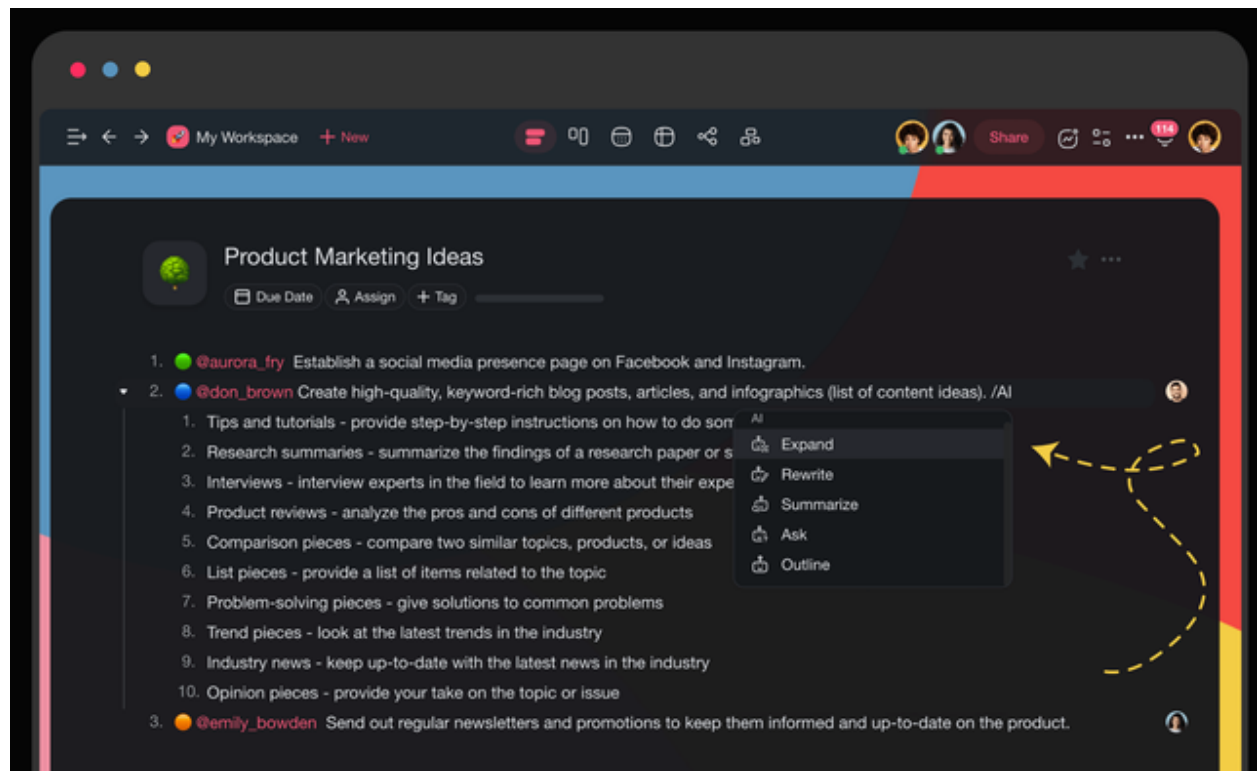 My Workspace + New Share 114
Product Marketing Ideas
Due Date Assign + Tag
1. @aurora_fry Establish a social media presence page on Facebook and Instagram.
2. @don_brown Create high-quality, keyword-rich blog posts, articles, and infographics (list of content ideas). /AI
1. Tips and tutorials - provide step-by-step instructions on how to do som
2. Research summaries - summarize the findings of a research paper or s
3. Interviews - interview experts in the field to learn more about their expe
4. Product reviews - analyze the pros and cons of different products
5. Comparison pieces - compare two similar topics, products, or ideas
6. List pieces - provide a list of items related to the topic
7. Problem-solving pieces - give solutions to common problems
8. Trend pieces - look at the latest trends in the industry
9. Industry news - keep up-to-date with the latest news in the industry
10. Opinion pieces - provide your take on the topic or issue
AI
Expand
Rewrite
Summarize
Ask
Outline
3. @emily_bowden Send out regular newsletters and promotions to keep them informed and up-to-date on the product.